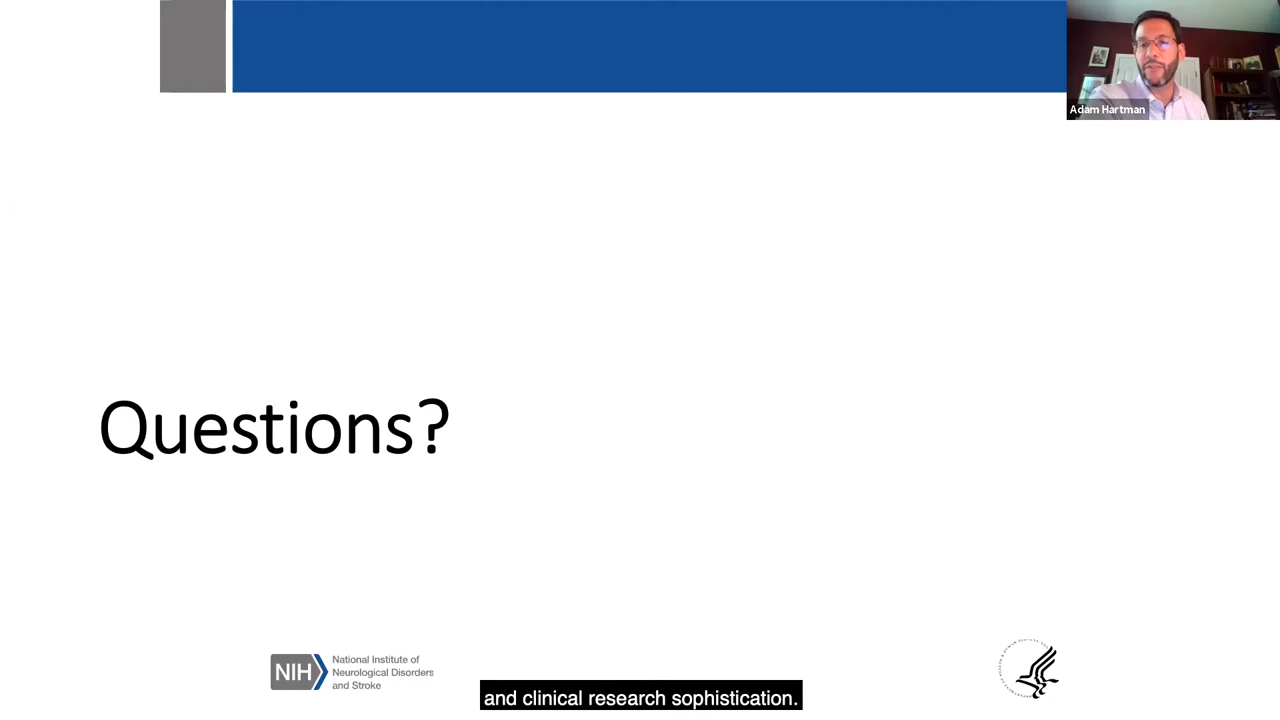 Adam Hartman
Questions?
NIH
National Institute of
Neurological Disorders
and Stroke
and clinical research sophistication.